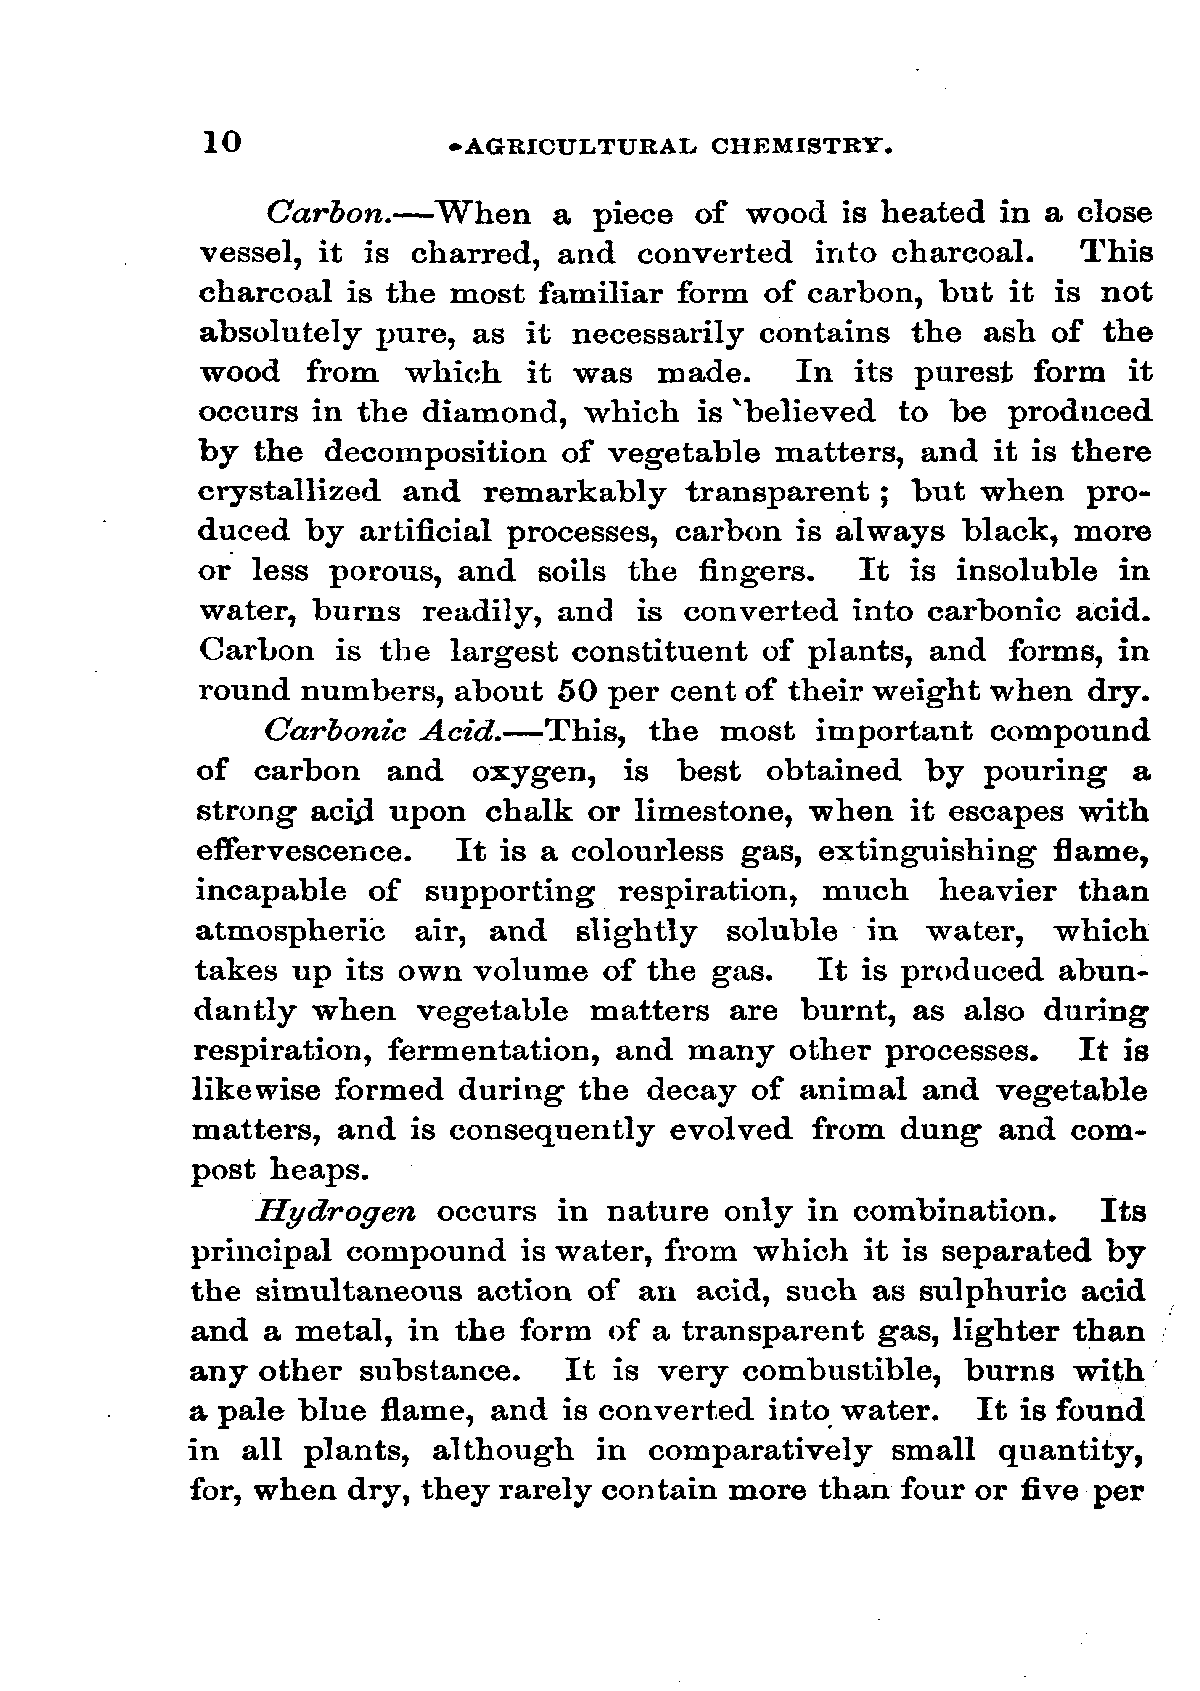 10 AGRICULTURAL CHEMISTRY.
Carbon.—When a piece of wood is heated in a close
vessel, it is charred, and converted into charcoal. This
charcoal is the most familiar form of carbon, but it is not
absolutely pure, as it necessarily contains the ash of the
wood from which it was made. In its purest form it
occurs in the diamond, which is believed to be produced
by the decomposition of vegetable matters, and it is there
crystallized and remarkably transparent; but when pro-
duced by artificial processes, carbon is always black, more
or less porous, and soils the fingers. It is insoluble in
water, burns readily, and is converted into carbonic acid.
Carbon is the largest constituent of plants, and forms, in
round numbers, about 50 per cent of their weight when dry.
Carbonic Acid.—This, the most important compound
of carbon and oxygen, is best obtained by pouring a
strong acid upon chalk or limestone, when it escapes with
effervescence. It is a colourless gas, extinguishing flame,
incapable of supporting respiration, much heavier than
atmospheric air, and slightly soluble in water, which
takes up its own volume of the gas. It is produced abun-
dantly when vegetable matters are burnt, as also during
respiration, fermentation, and many other processes. It is
likewise formed during the decay of animal and vegetable
matters, and is consequently evolved from dung and com-
post heaps.
Hydrogen occurs in nature only in combination. Its
principal compound is water, from which it is separated by
the simultaneous action of an acid, such as sulphuric acid
and a metal, in the form of a transparent gas, lighter than
any other substance. It is very combustible, burns with
a pale blue flame, and is converted into water. It is found
in all plants, although in comparatively small quantity,
for, when dry, they rarely contain more than four or five per